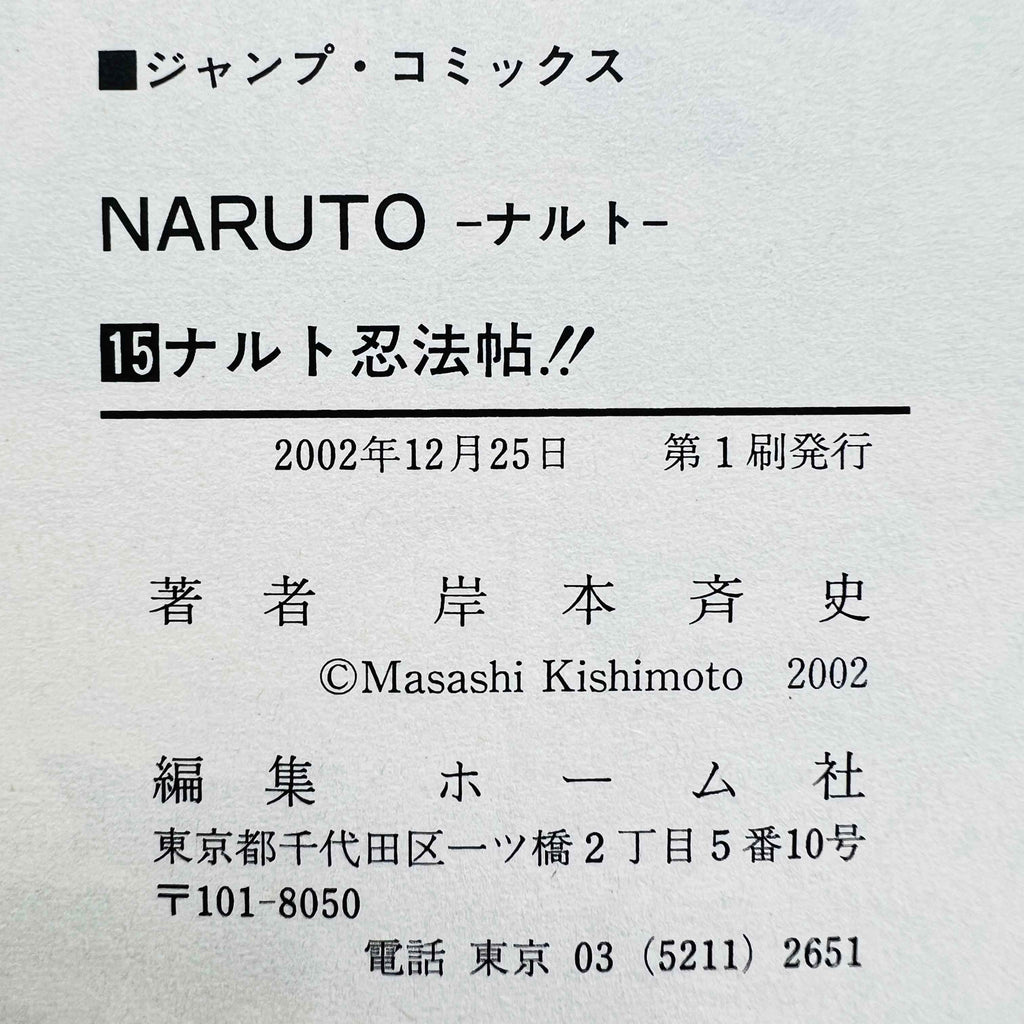 ■ジャンプ・コミックス
NARUTO －ナルト－
15ナルト忍法帖!!
2002年12月25日　第1刷発行
著者　岸本斉史
©Masashi Kishimoto 2002
編集　ホーム社
東京都千代田区一ツ橋2丁目5番10号
〒101-8050
電話 東京 03 (5211) 2651